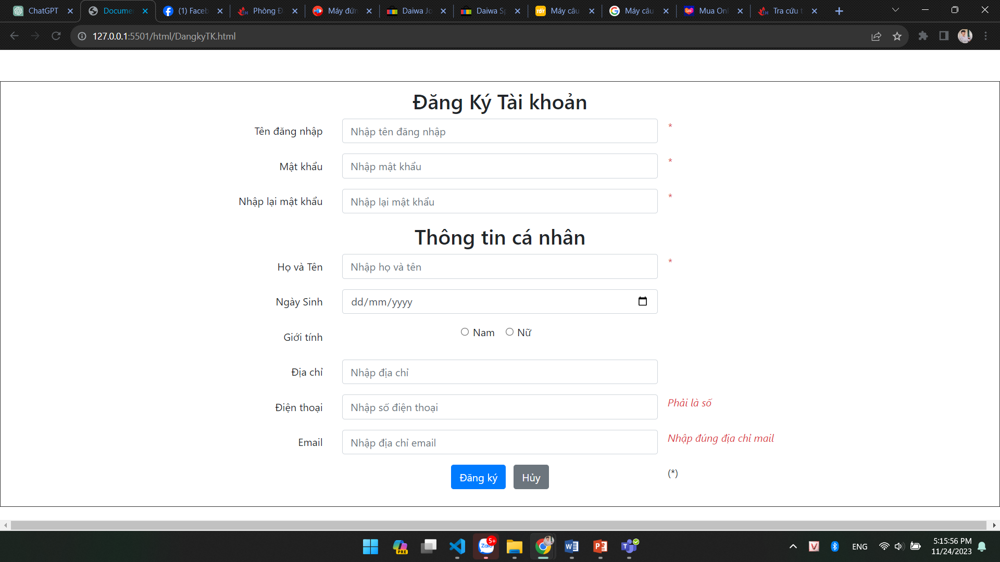 ChatGPT
Docume
(1) Faceb
Phòng Đ
Máy đứn
Daiwa Jo
Daiwa Sp
Máy câu
Máy câu
Mua Onl
Tra cứu t
127.0.0.1:5501/html/DangkyTK.html
Đăng Ký Tài khoản
Tên đăng nhập Nhập tên đăng nhập *
Mật khẩu Nhập mật khẩu *
Nhập lại mật khẩu Nhập lại mật khẩu *
Thông tin cá nhân
Họ và Tên Nhập họ và tên *
Ngày Sinh dd/mm/yyyy
Giới tính Nam Nữ
Địa chỉ Nhập địa chỉ
Điện thoại Nhập số điện thoại Phải là số
Email Nhập địa chỉ email Nhập đúng địa chỉ mail
Đăng ký Hủy (*)
PRE
Zalo 5+
ENG
5:15:56 PM
11/24/2023